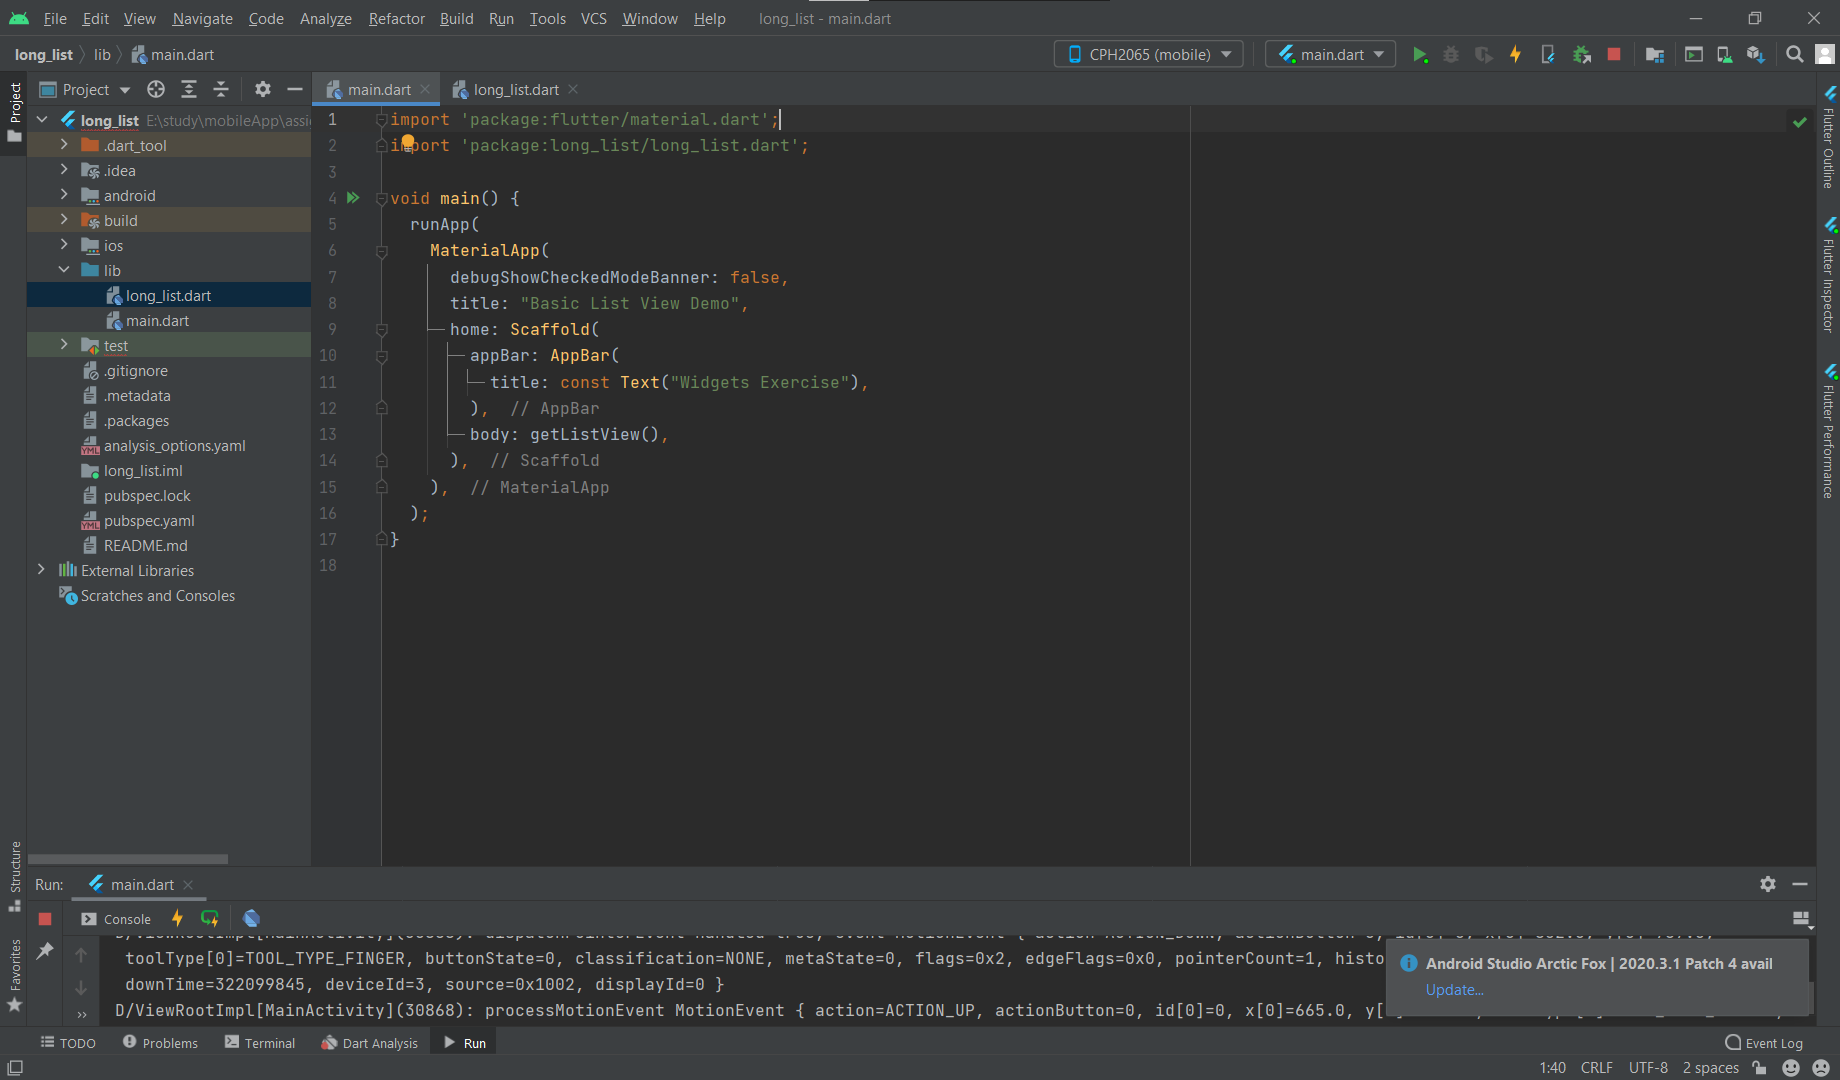 File Edit View Navigate Code Analyze Refactor Build Run Tools VCS Window Help long_list - main.dart
long_list lib main.dart CPH2065 (mobile) main.dart
Project
Project
main.dart
long_list.dart
long_list E:\study\mobileApp\assi
.dart_tool
.idea
android
build
ios
lib
long_list.dart
main.dart
test
.gitignore
.metadata
.packages
analysis_options.yaml
long_list.iml
pubspec.lock
pubspec.yaml
README.md
External Libraries
Scratches and Consoles
1 import 'package:flutter/material.dart';
2 import 'package:long_list/long_list.dart';
3
4 void main() {
5 runApp(
6 MaterialApp(
7 debugShowCheckedModeBanner: false,
8 title: "Basic List View Demo",
9 home: Scaffold(
10 appBar: AppBar(
11 title: const Text("Widgets Exercise"),
12 ), // AppBar
13 body: getListView(),
14 ), // Scaffold
15 ), // MaterialApp
16 );
17 }
18
Flutter Outline
Flutter Inspector
Flutter Performance
Structure
Favorites
Run: main.dart
Console
toolType[0]=TOOL_TYPE_FINGER, buttonState=0, classification=NONE, metaState=0, flags=0x2, edgeFlags=0x0, pointerCount=1, histo
downTime=322099845, deviceId=3, source=0x1002, displayId=0 }
D/ViewRootImpl[MainActivity](30868): processMotionEvent MotionEvent { action=ACTION_UP, actionButton=0, id[0]=0, x[0]=665.0, y[
Android Studio Arctic Fox | 2020.3.1 Patch 4 avail
Update...
TODO Problems Terminal Dart Analysis Run Event Log
1:40 CRLF UTF-8 2 spaces